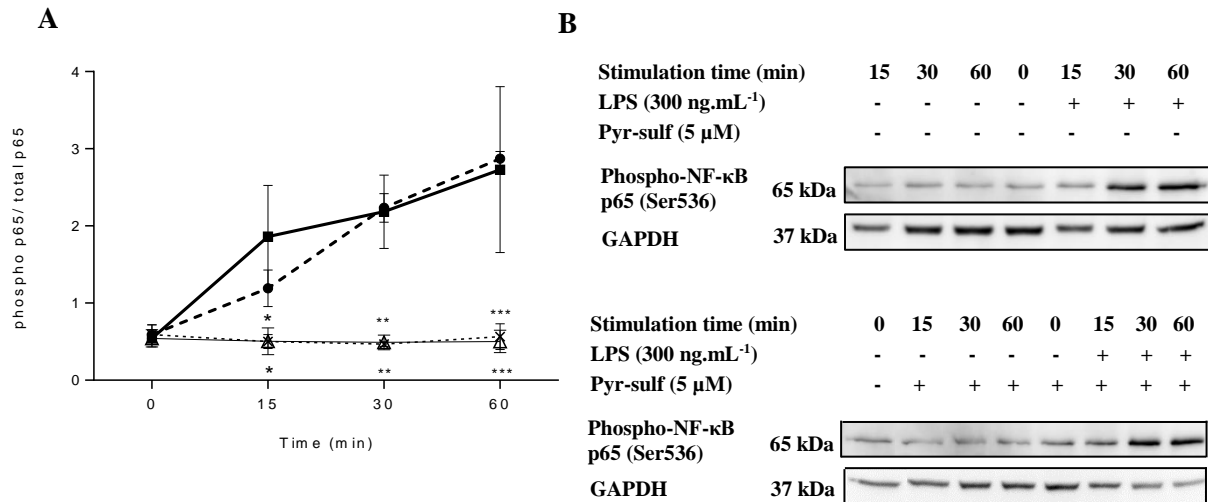 A
phospho p65/ total p65
4
3
2
1
0
* ** ***
* ** ***
0 15 30 60
Time (min)
B
Stimulation time (min) 15 30 60 0 15 30 60
LPS (300 ng.mL⁻¹) - - - - + + +
Pyr-sulf (5 µM) - - - - - - -
Phospho-NF-κB
p65 (Ser536)
65 kDa
GAPDH 37 kDa
Stimulation time (min) 0 15 30 60 0 15 30 60
LPS (300 ng.mL⁻¹) - - - - - + + +
Pyr-sulf (5 µM) - + + + + + + +
Phospho-NF-κB
p65 (Ser536)
65 kDa
GAPDH 37 kDa